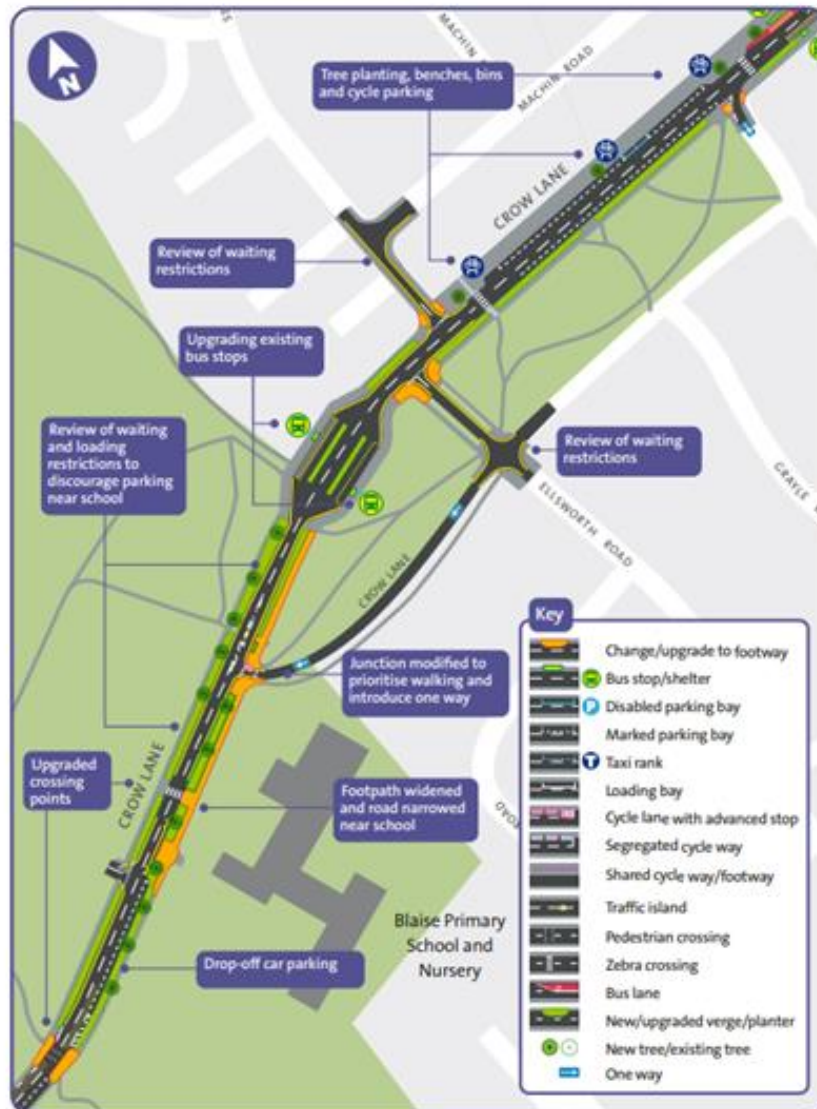 N
NS
MACHIN
MACHIN ROAD
Tree planting, benches, bins
and cycle parking
CROW LANE
Review of waiting
restrictions
Upgrading existing
bus stops
Review of waiting
and loading
restrictions to
discourage parking
near school
Review of waiting
restrictions
ELLSWORTH ROAD
GRAYLE
CROW LANE
Junction modified to
prioritise walking and
introduce one way
Upgraded
crossing
points
CROW LANE
Footpath widened
and road narrowed
near school
ROAD
Blaise Primary
School and
Nursery
Drop-off car parking
Key
Change/upgrade to footway
Bus stop/shelter
P
Disabled parking bay
Marked parking bay
T
Taxi rank
Loading bay
Cycle lane with advanced stop
Segregated cycle way
Shared cycle way/footway
Traffic island
Pedestrian crossing
Zebra crossing
Bus lane
New/upgraded verge/planter
New tree/existing tree
One way